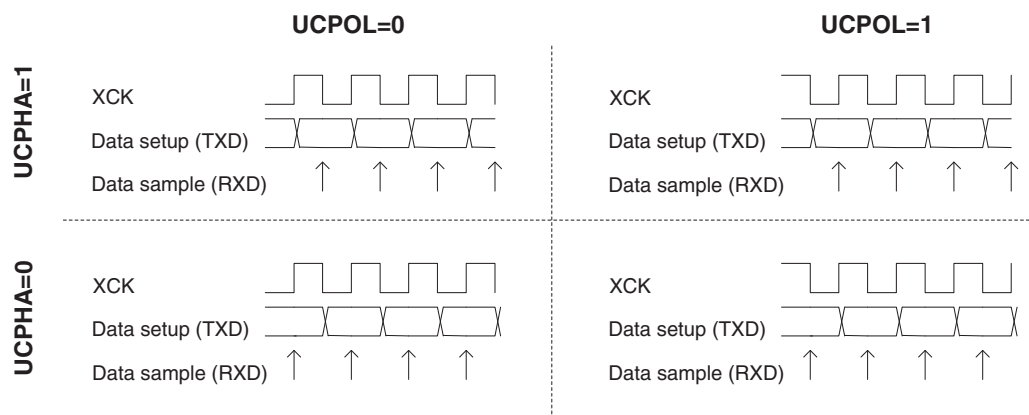 UCPOL=0
UCPOL=1
UCPHA=1
XCK
Data setup (TXD)
Data sample (RXD)
XCK
Data setup (TXD)
Data sample (RXD)
UCPHA=0
XCK
Data setup (TXD)
Data sample (RXD)
XCK
Data setup (TXD)
Data sample (RXD)